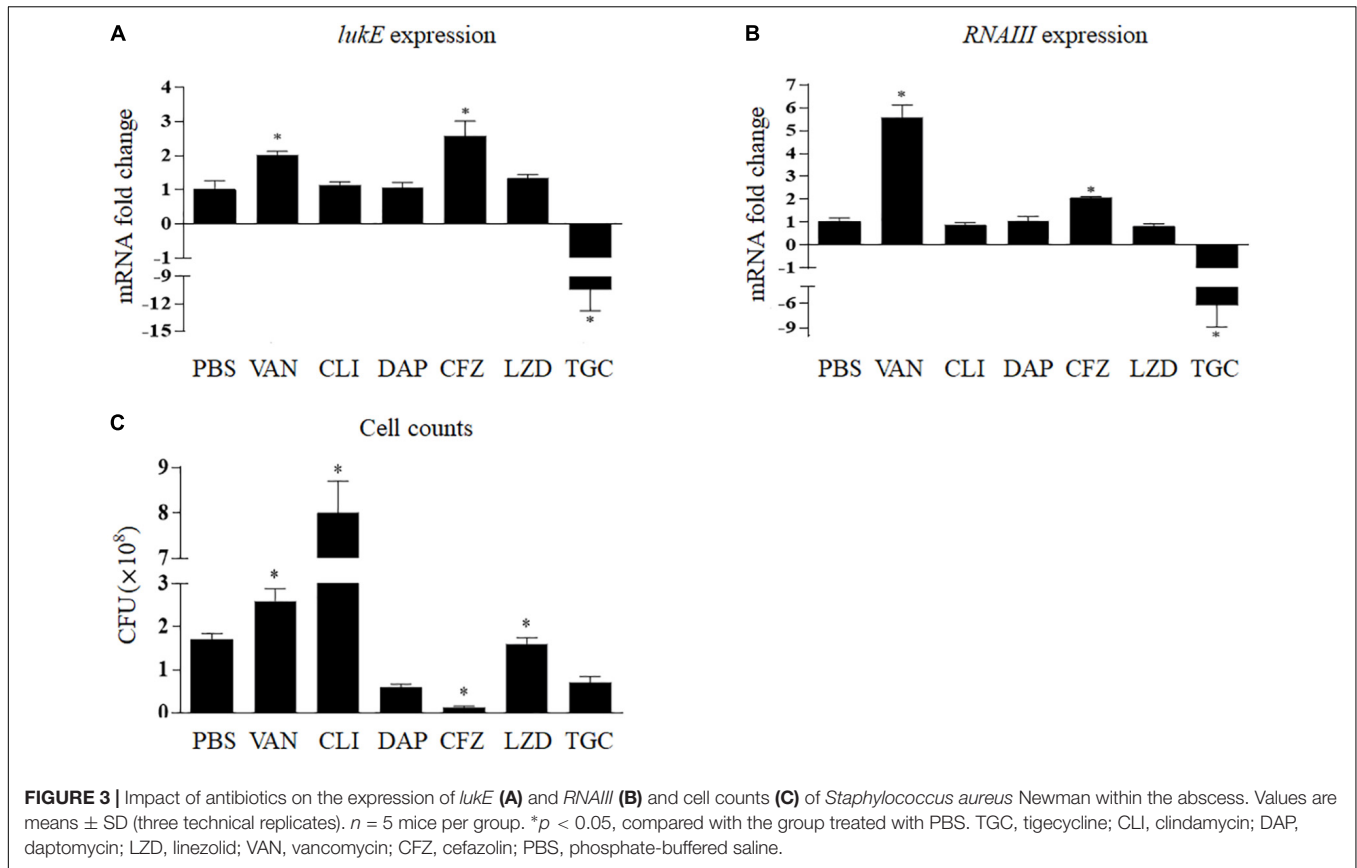 A
lukE expression
mRNA fold change
4
3
2
1
0
-1
-9
-12
-15
*
*
*
PBS VAN CLI DAP CFZ LZD TGC
B
RNAIII expression
mRNA fold change
7
6
5
4
3
2
1
0
-1
-6
-9
*
*
*
PBS VAN CLI DAP CFZ LZD TGC
C
Cell counts
CFU (×10⁸)
9
8
7
3
2
1
0
*
*
*
*
PBS VAN CLI DAP CFZ LZD TGC
FIGURE 3 | Impact of antibiotics on the expression of lukE (A) and RNAIII (B) and cell counts (C) of Staphylococcus aureus Newman within the abscess. Values are
means ± SD (three technical replicates). n = 5 mice per group. *p < 0.05, compared with the group treated with PBS. TGC, tigecycline; CLI, clindamycin; DAP,
daptomycin; LZD, linezolid; VAN, vancomycin; CFZ, cefazolin; PBS, phosphate-buffered saline.